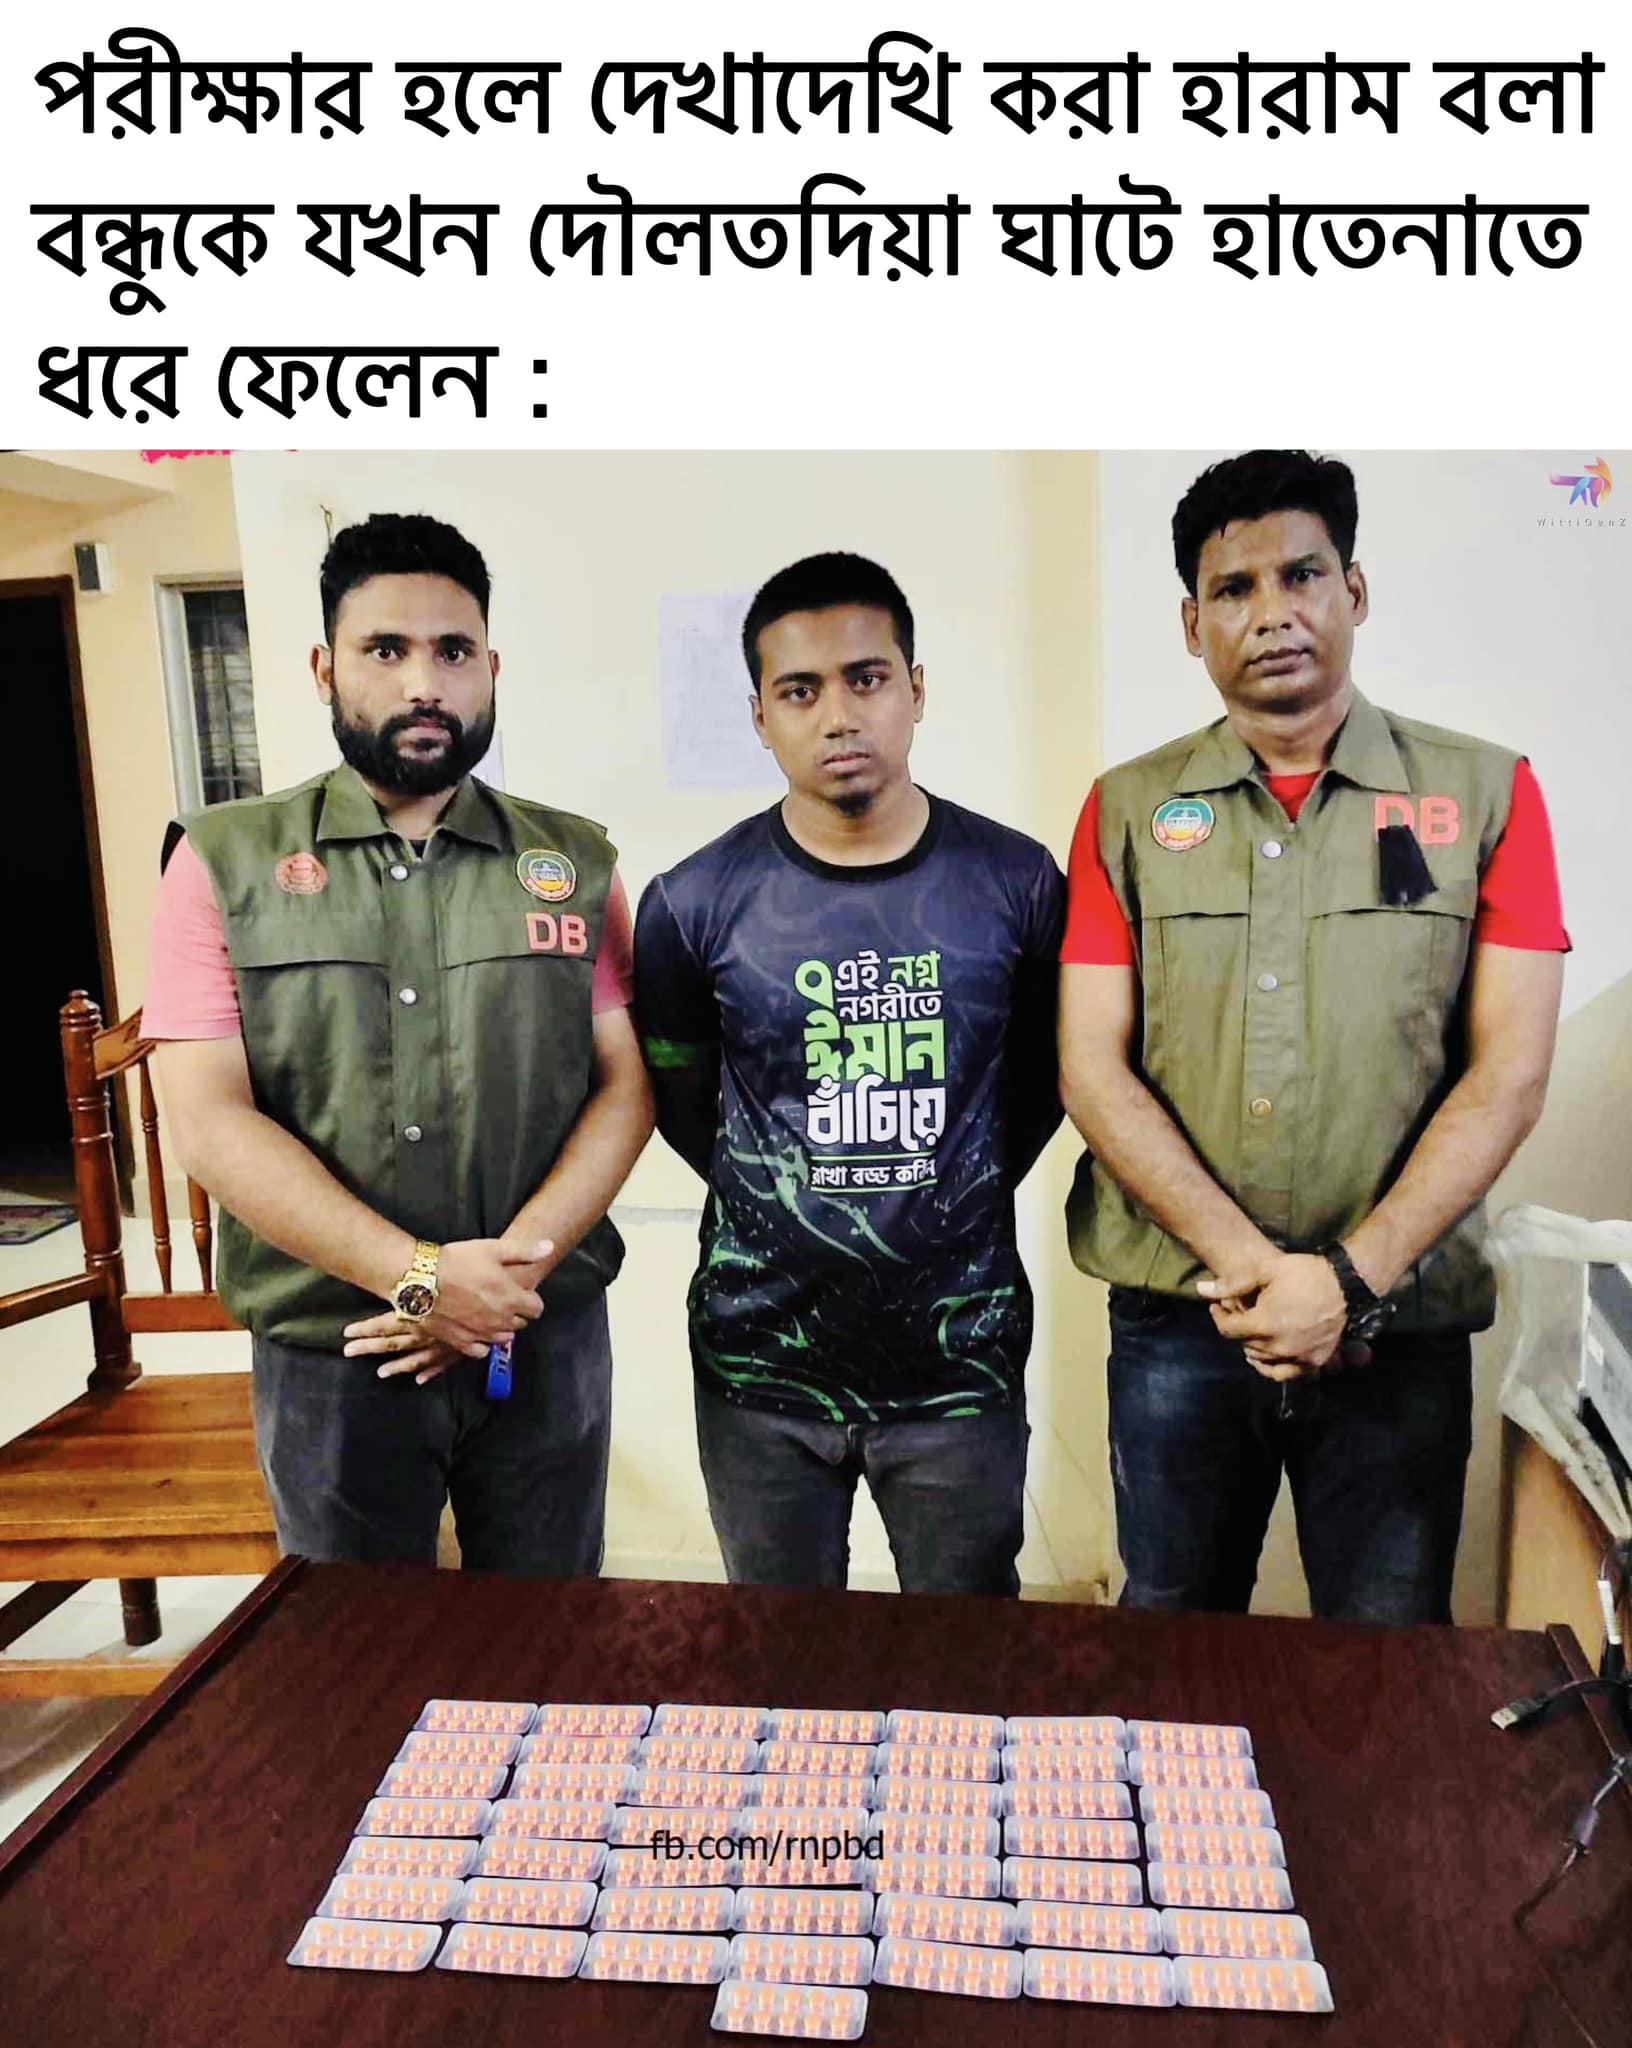 পরীক্ষার হলে দেখাদেখি করা হারাম বলা
বন্ধুকে যখন দৌলতদিয়া ঘাটে হাতেনাতে
ধরে ফেলেন :
WittiGenZ
DB
DB
এই নগ্ন
নগরীতে
ঈমান
বাঁচিয়ে
রাখা বড্ড কঠিন
fb.com/rnpbd